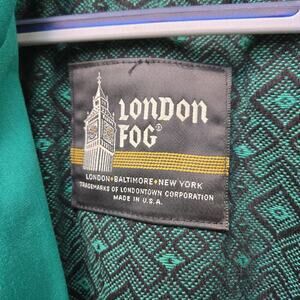 LONDON
FOG®
LONDON•BALTIMORE•NEW YORK
TRADEMARKS OF LONDONTOWN CORPORATION
MADE IN U.S.A.